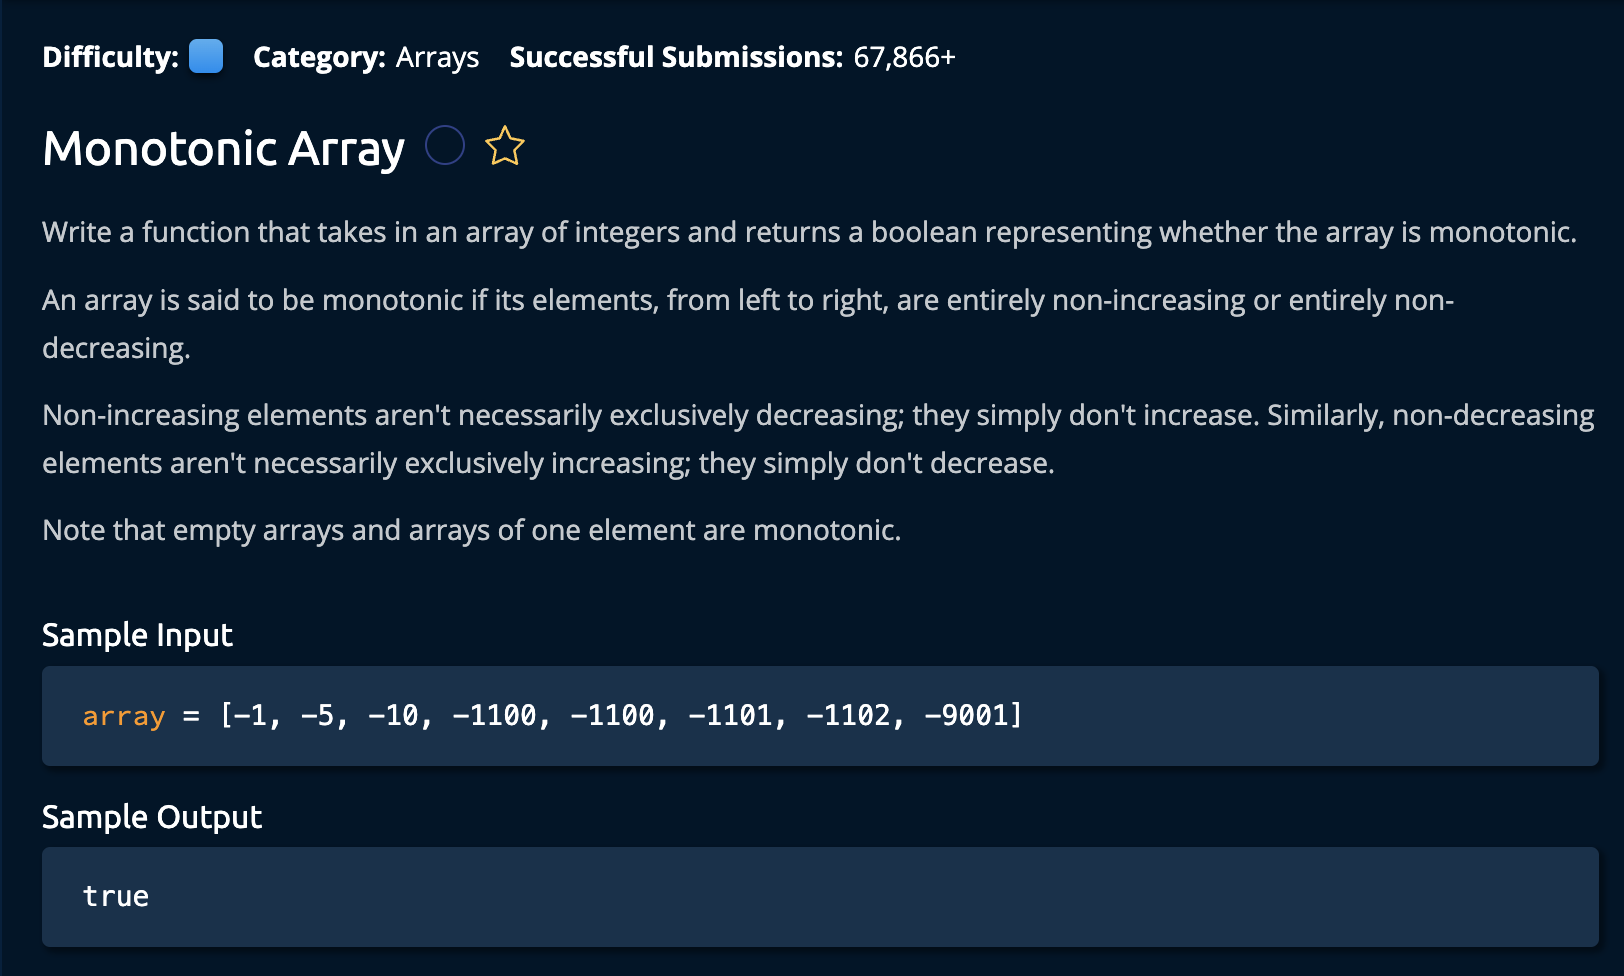 Difficulty: Category: Arrays Successful Submissions: 67,866+
Monotonic Array
Write a function that takes in an array of integers and returns a boolean representing whether the array is monotonic.
An array is said to be monotonic if its elements, from left to right, are entirely non-increasing or entirely non-
decreasing.
Non-increasing elements aren't necessarily exclusively decreasing; they simply don't increase. Similarly, non-decreasing
elements aren't necessarily exclusively increasing; they simply don't decrease.
Note that empty arrays and arrays of one element are monotonic.
Sample Input
array = [-1, -5, -10, -1100, -1100, -1101, -1102, -9001]
Sample Output
true